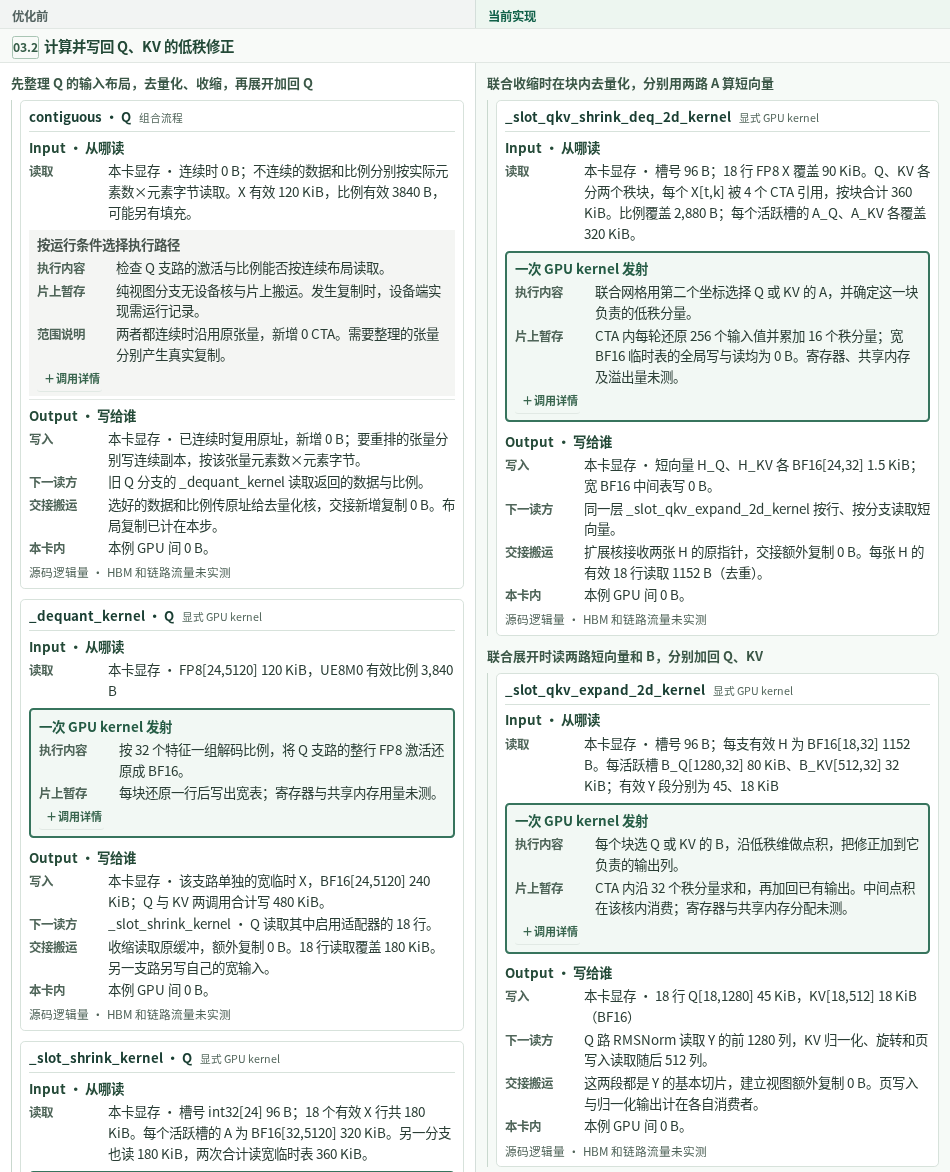 优化前
当前实现
03.2 计算并写回 Q、KV 的低秩修正
先整理 Q 的输入布局，去量化、收缩，再展开加回 Q
contiguous · Q 组合流程
Input · 从哪读
读取 本卡显存 · 连续时 0 B；不连续的数据和比例分别按实际元
素数×元素字节读取。X 有效 120 KiB，比例有效 3840 B，
可能另有填充。
按运行条件选择执行路径
执行内容 检查 Q 支路的激活与比例能否按连续布局读取。
片上暂存 纯视图分支无设备核与片上搬运。发生复制时，设备端实
现需运行记录。
范围说明 两者都连续时沿用原张量，新增 0 CTA。需要整理的张量
分别产生真实复制。
＋调用详情
Output · 写给谁
写入 本卡显存 · 已连续时复用原址，新增 0 B；要重排的张量分
别写连续副本，按该张量元素数×元素字节。
下一读方 旧 Q 分支的 _dequant_kernel 读取返回的数据与比例。
交接搬运 选好的数据和比例传原址给去量化核，交接新增复制 0 B。布
局复制已计在本步。
本卡内 本例 GPU 间 0 B。
源码逻辑量 · HBM 和链路流量未实测
_dequant_kernel · Q 显式 GPU kernel
Input · 从哪读
读取 本卡显存 · FP8[24,5120] 120 KiB，UE8M0 有效比例 3,840
B
一次 GPU kernel 发射
执行内容 按 32 个特征一组解码比例，将 Q 支路的整行 FP8 激活还
原成 BF16。
片上暂存 每块还原一行后写出宽表；寄存器与共享内存用量未测。
＋调用详情
Output · 写给谁
写入 本卡显存 · 该支路单独的宽临时 X，BF16[24,5120] 240
KiB；Q 与 KV 两调用合计写 480 KiB。
下一读方 _slot_shrink_kernel · Q 读取其中启用适配器的 18 行。
交接搬运 收缩读取原缓冲，额外复制 0 B。18 行读取覆盖 180 KiB。
另一支路另写自己的宽输入。
本卡内 本例 GPU 间 0 B。
源码逻辑量 · HBM 和链路流量未实测
_slot_shrink_kernel · Q 显式 GPU kernel
Input · 从哪读
读取 本卡显存 · 槽号 int32[24] 96 B；18 个有效 X 行共 180
KiB。每个活跃槽的 A 为 BF16[32,5120] 320 KiB。另一分支
也读 180 KiB，两次合计读宽临时表 360 KiB。
联合收缩时在块内去量化，分别用两路 A 算短向量
_slot_qkv_shrink_deq_2d_kernel 显式 GPU kernel
Input · 从哪读
读取 本卡显存 · 槽号 96 B；18 行 FP8 X 覆盖 90 KiB。Q、KV 各
分两个秩块，每个 X[t,k] 被 4 个 CTA 引用，按块合计 360
KiB。比例覆盖 2,880 B；每个活跃槽的 A_Q、A_KV 各覆盖
320 KiB。
一次 GPU kernel 发射
执行内容 联合网格用第二个坐标选择 Q 或 KV 的 A，并确定这一块
负责的低秩分量。
片上暂存 CTA 内每轮还原 256 个输入值并累加 16 个秩分量；宽
BF16 临时表的全局写与读均为 0 B。寄存器、共享内存
及溢出量未测。
＋调用详情
Output · 写给谁
写入 本卡显存 · 短向量 H_Q、H_KV 各 BF16[24,32] 1.5 KiB；
宽 BF16 中间表写 0 B。
下一读方 同一层 _slot_qkv_expand_2d_kernel 按行、按分支读取短
向量。
交接搬运 扩展核接收两张 H 的原指针，交接额外复制 0 B。每张 H 的
有效 18 行读取 1152 B（去重）。
本卡内 本例 GPU 间 0 B。
源码逻辑量 · HBM 和链路流量未实测
联合展开时读两路短向量和 B，分别加回 Q、KV
_slot_qkv_expand_2d_kernel 显式 GPU kernel
Input · 从哪读
读取 本卡显存 · 槽号 96 B；每支有效 H 为 BF16[18,32] 1152
B。每活跃槽 B_Q[1280,32] 80 KiB、B_KV[512,32] 32
KiB；有效 Y 段分别为 45、18 KiB
一次 GPU kernel 发射
执行内容 每个块选 Q 或 KV 的 B，沿低秩维做点积，把修正加到它
负责的输出列。
片上暂存 CTA 内沿 32 个秩分量求和，再加回已有输出。中间点积
在该核内消费；寄存器与共享内存分配未测。
＋调用详情
Output · 写给谁
写入 本卡显存 · 18 行 Q[18,1280] 45 KiB，KV[18,512] 18 KiB
（BF16）
下一读方 Q 路 RMSNorm 读取 Y 的前 1280 列，KV 归一化、旋转和页
写入读取随后 512 列。
交接搬运 这两段都是 Y 的基本切片，建立视图额外复制 0 B。页写入
与归一化输出计在各自消费者。
本卡内 本例 GPU 间 0 B。
源码逻辑量 · HBM 和链路流量未实测